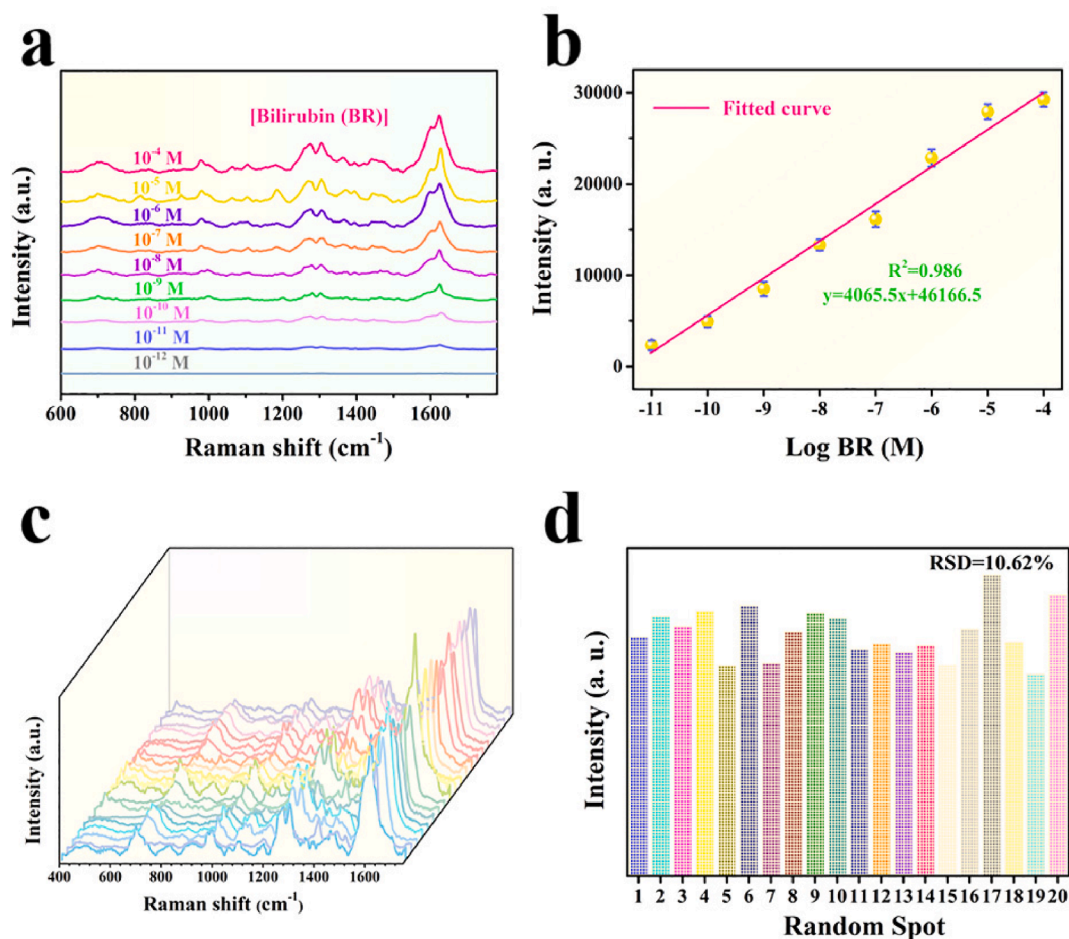 a
[Bilirubin (BR)]
10⁻⁴ M
10⁻⁵ M
10⁻⁶ M
10⁻⁷ M
10⁻⁸ M
10⁻⁹ M
10⁻¹⁰ M
10⁻¹¹ M
10⁻¹² M
Intensity (a.u.)
600 800 1000 1200 1400 1600
Raman shift (cm⁻¹)
b
Fitted curve
30000
20000
10000
0
R²=0.986
y=4065.5x+46166.5
Intensity (a. u.)
-11 -10 -9 -8 -7 -6 -5 -4
Log BR (M)
c
Intensity (a.u.)
400 600 800 1000 1200 1400 1600
Raman shift (cm⁻¹)
d
RSD=10.62%
Intensity (a. u.)
1 2 3 4 5 6 7 8 9 10 11 12 13 14 15 16 17 18 19 20
Random Spot